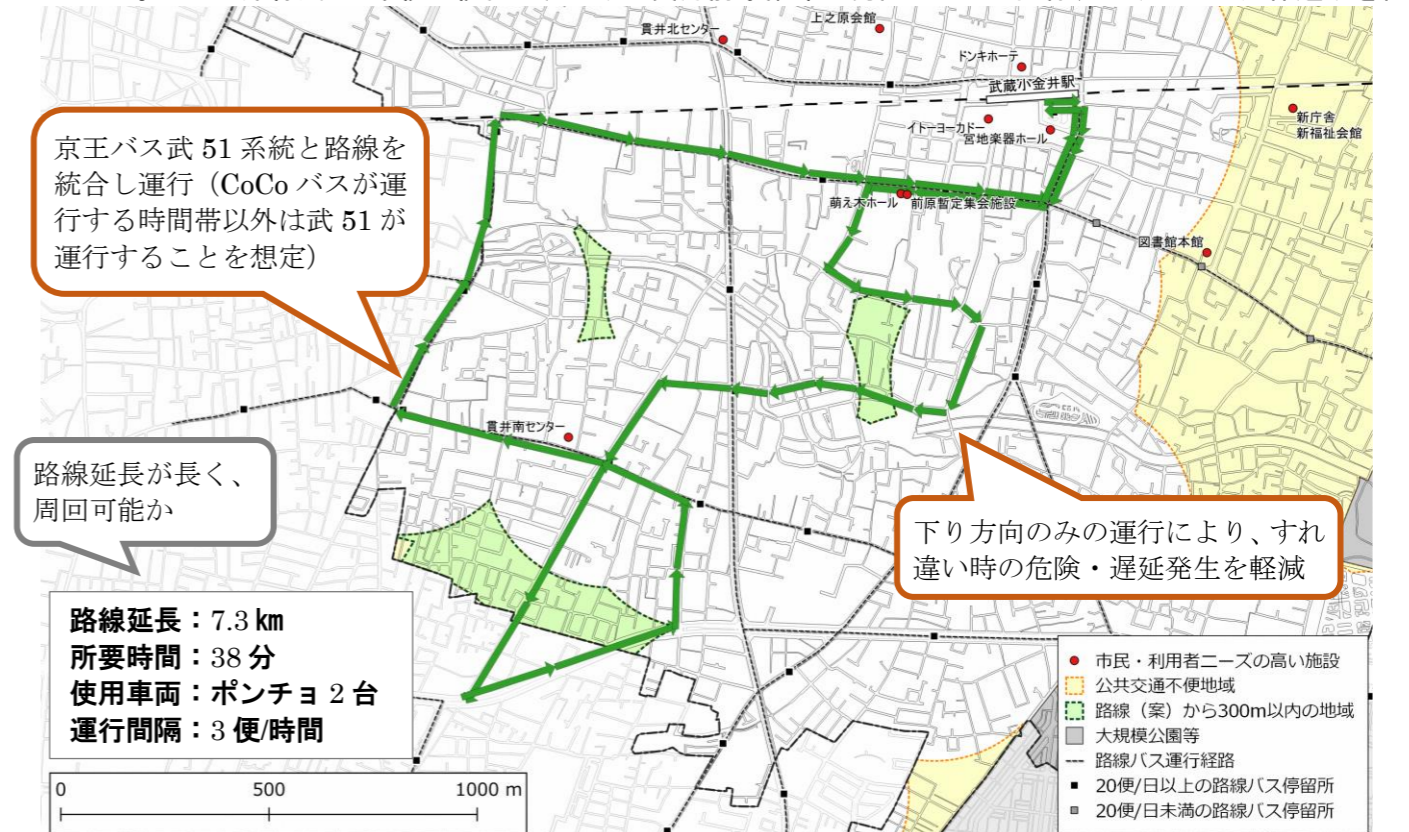 貫井北センター
上之原会館
ドンキホーテ
武蔵小金井駅
イトーヨーカドー
宮地楽器ホール
新庁舎
新福祉会館
京王バス武 51 系統と路線を
統合し運行（CoCo バスが運
行する時間帯以外は武 51 が
運行することを想定）
萌え木ホール
前原暫定集会施設
図書館本館
貫井南センター
路線延長が長く、
周回可能か
下り方向のみの運行により、すれ
違い時の危険・遅延発生を軽減
路線延長：7.3 km
所要時間：38 分
使用車両：ポンチョ 2 台
運行間隔：3 便/時間
市民・利用者ニーズの高い施設
公共交通不便地域
路線（案）から300m以内の地域
大規模公園等
路線バス運行経路
20便/日以上の路線バス停留所
20便/日未満の路線バス停留所
0 500 1000 m